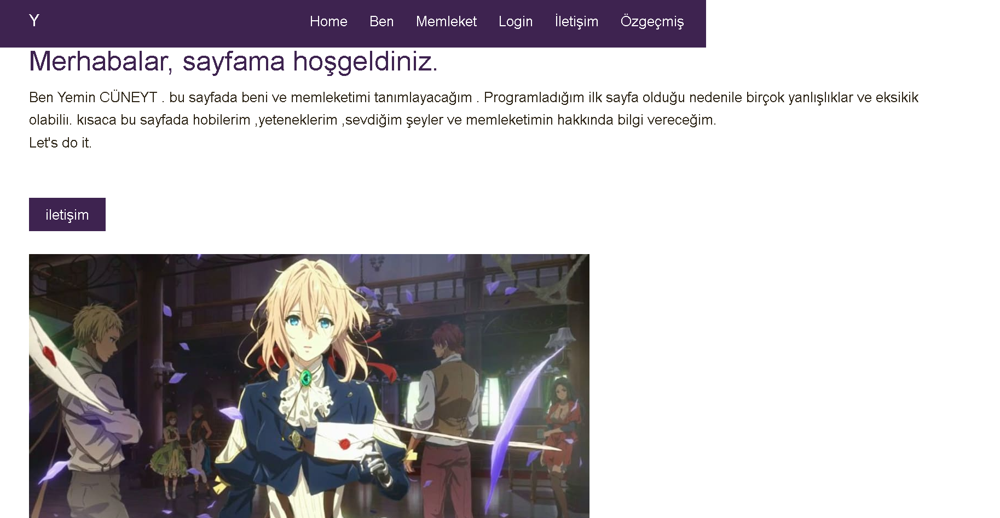 Y
Home Ben Memleket Login İletişim Özgeçmiş
Merhabalar, sayfama hoşgeldiniz.
Ben Yemin CÜNEYT . bu sayfada beni ve memleketimi tanımlayacağım . Programladığım ilk sayfa olduğu nedenile birçok yanlışlıklar ve eksikik
olabiliı. kısaca bu sayfada hobilerim ,yeteneklerim ,sevdiğim şeyler ve memleketimin hakkında bilgi vereceğim.
Let's do it.
iletişim